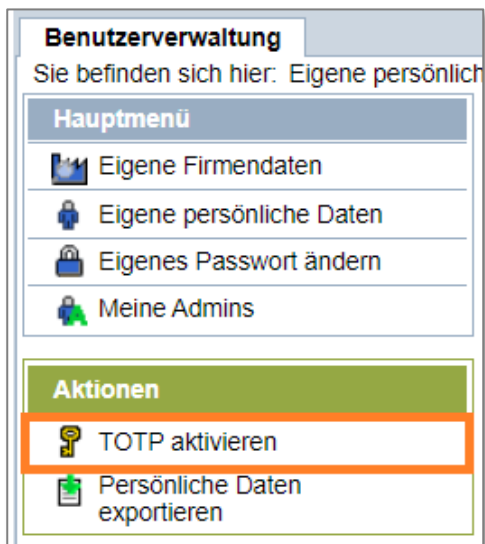 Benutzerverwaltung
Sie befinden sich hier: Eigene persönlich
Hauptmenü
Eigene Firmendaten
Eigene persönliche Daten
Eigenes Passwort ändern
Meine Admins
Aktionen
TOTP aktivieren
Persönliche Daten
exportieren